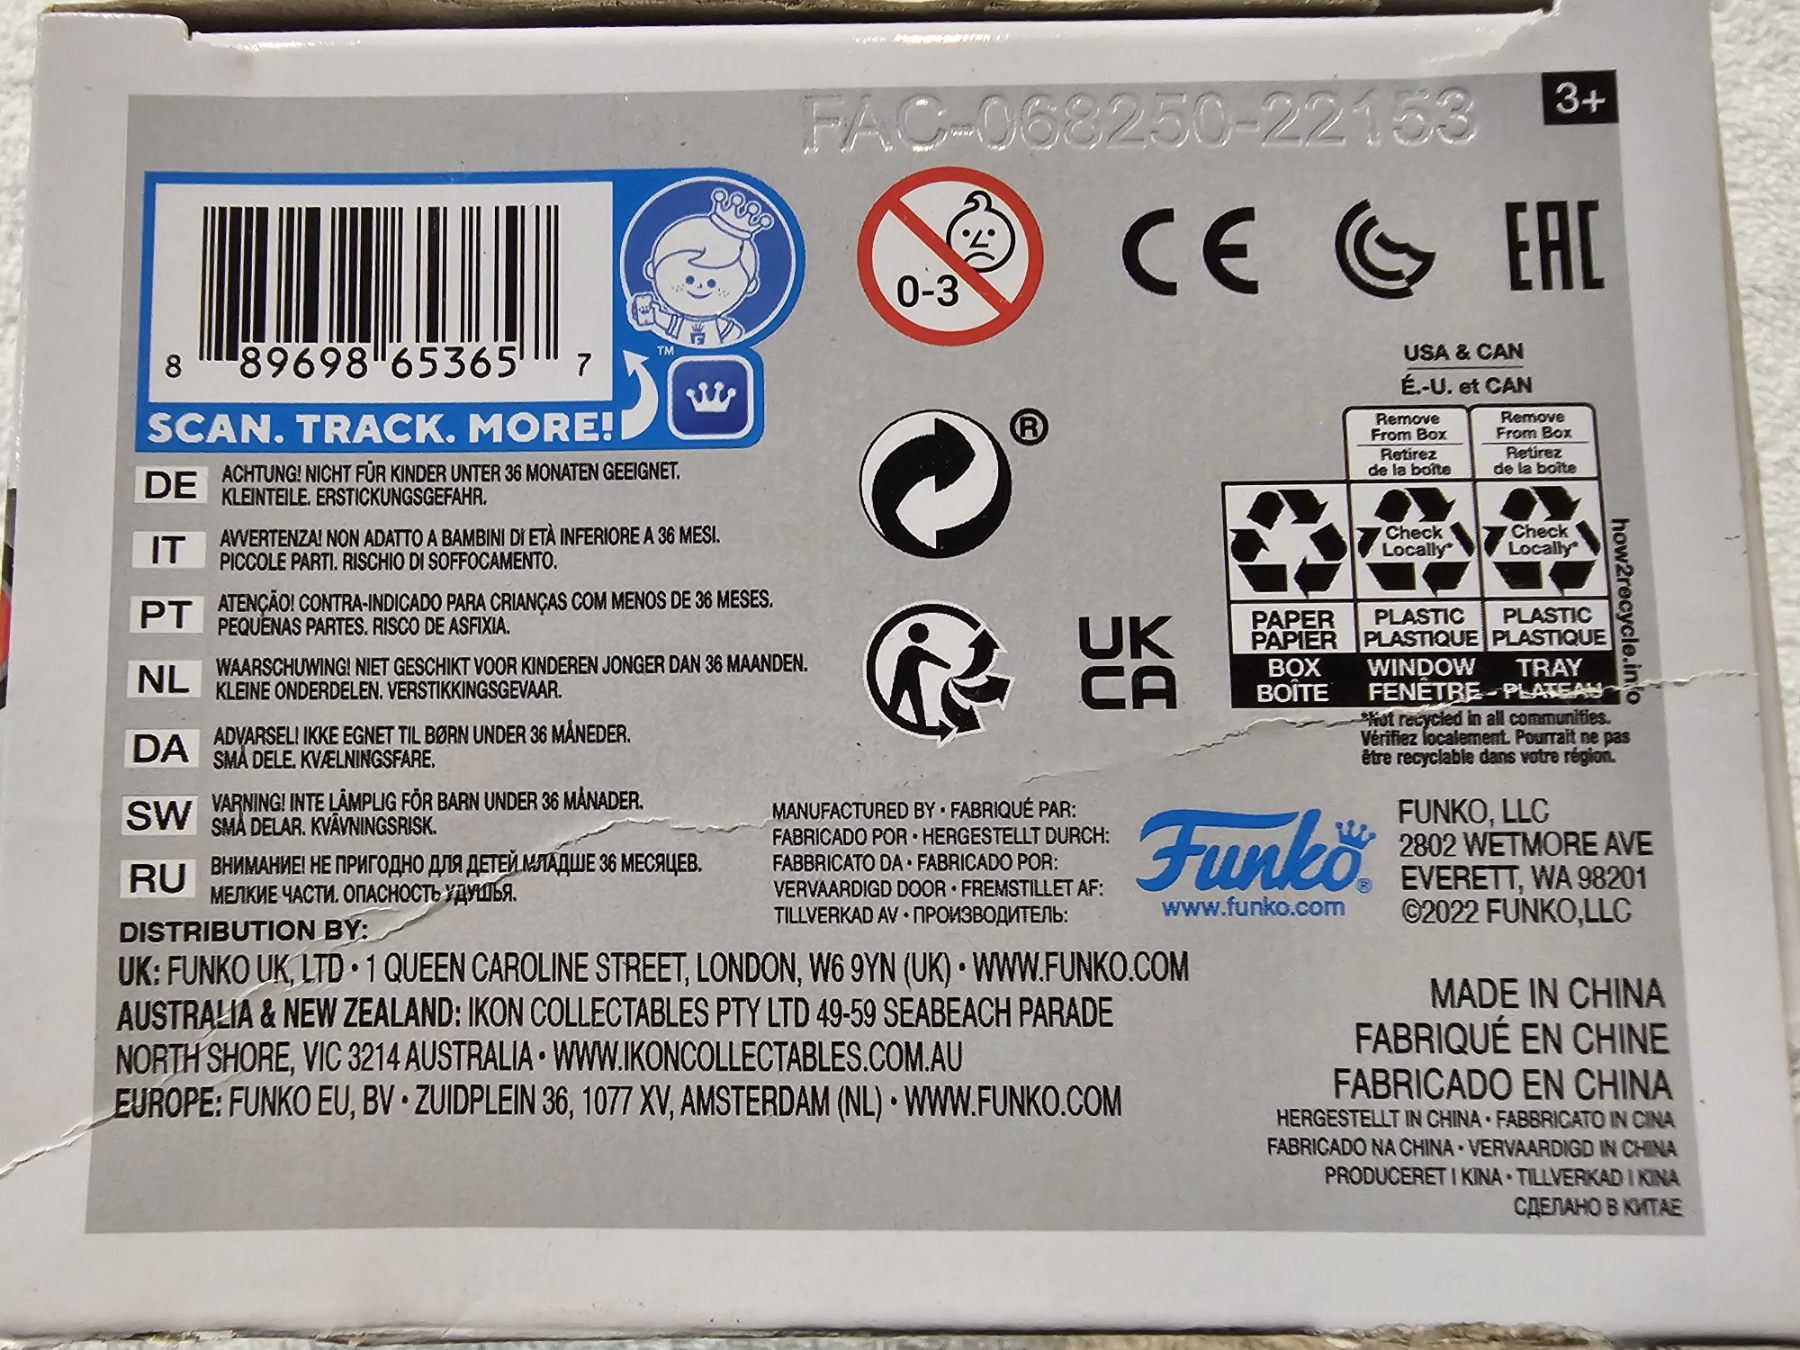 FAC-068250-22153
3+
8 89698 65365 7
TM
SCAN. TRACK. MORE!
0-3
CE
EAC
®
UK
CA
DE
ACHTUNG! NICHT FÜR KINDER UNTER 36 MONATEN GEEIGNET.
KLEINTEILE. ERSTICKUNGSGEFAHR.
IT
AVVERTENZA! NON ADATTO A BAMBINI DI ETÀ INFERIORE A 36 MESI.
PICCOLE PARTI. RISCHIO DI SOFFOCAMENTO.
PT
ATENÇÃO! CONTRA-INDICADO PARA CRIANÇAS COM MENOS DE 36 MESES.
PEQUENAS PARTES. RISCO DE ASFIXIA.
NL
WAARSCHUWING! NIET GESCHIKT VOOR KINDEREN JONGER DAN 36 MAANDEN.
KLEINE ONDERDELEN. VERSTIKKINGSGEVAAR.
DA
ADVARSEL! IKKE EGNET TIL BØRN UNDER 36 MÅNEDER.
SMÅ DELE. KVÆLNINGSFARE.
SW
VARNING! INTE LÄMPLIG FÖR BARN UNDER 36 MÅNADER.
SMÅ DELAR. KVÄVNINGSRISK.
RU
ВНИМАНИЕ! НЕ ПРИГОДНО ДЛЯ ДЕТЕЙ МЛАДШЕ 36 МЕСЯЦЕВ.
МЕЛКИЕ ЧАСТИ. ОПАСНОСТЬ УДУШЬЯ.
USA & CAN
É.-U. et CAN
Remove
From Box
Retirez
de la boîte
Remove
From Box
Retirez
de la boîte
Check
Locally*
Check
Locally*
PAPER
PAPIER
PLASTIC
PLASTIQUE
PLASTIC
PLASTIQUE
BOX
BOÎTE
WINDOW
FENÊTRE
TRAY
PLATEAU
how2recycle.info
*Not recycled in all communities.
Vérifiez localement. Pourrait ne pas
être recyclable dans votre région.
MANUFACTURED BY • FABRIQUÉ PAR:
FABRICADO POR • HERGESTELLT DURCH:
FABBRICATO DA • FABRICADO POR:
VERVAARDIGD DOOR • FREMSTILLET AF:
TILLVERKAD AV • ПРОИЗВОДИТЕЛЬ:
Funko®
www.funko.com
FUNKO, LLC
2802 WETMORE AVE
EVERETT, WA 98201
©2022 FUNKO,LLC
DISTRIBUTION BY:
UK: FUNKO UK, LTD • 1 QUEEN CAROLINE STREET, LONDON, W6 9YN (UK) • WWW.FUNKO.COM
AUSTRALIA & NEW ZEALAND: IKON COLLECTABLES PTY LTD 49-59 SEABEACH PARADE
NORTH SHORE, VIC 3214 AUSTRALIA • WWW.IKONCOLLECTABLES.COM.AU
EUROPE: FUNKO EU, BV • ZUIDPLEIN 36, 1077 XV, AMSTERDAM (NL) • WWW.FUNKO.COM
MADE IN CHINA
FABRIQUÉ EN CHINE
FABRICADO EN CHINA
HERGESTELLT IN CHINA • FABBRICATO IN CINA
FABRICADO NA CHINA • VERVAARDIGD IN CHINA
PRODUCERET I KINA • TILLVERKAD I KINA
СДЕЛАНО В КИТАЕ